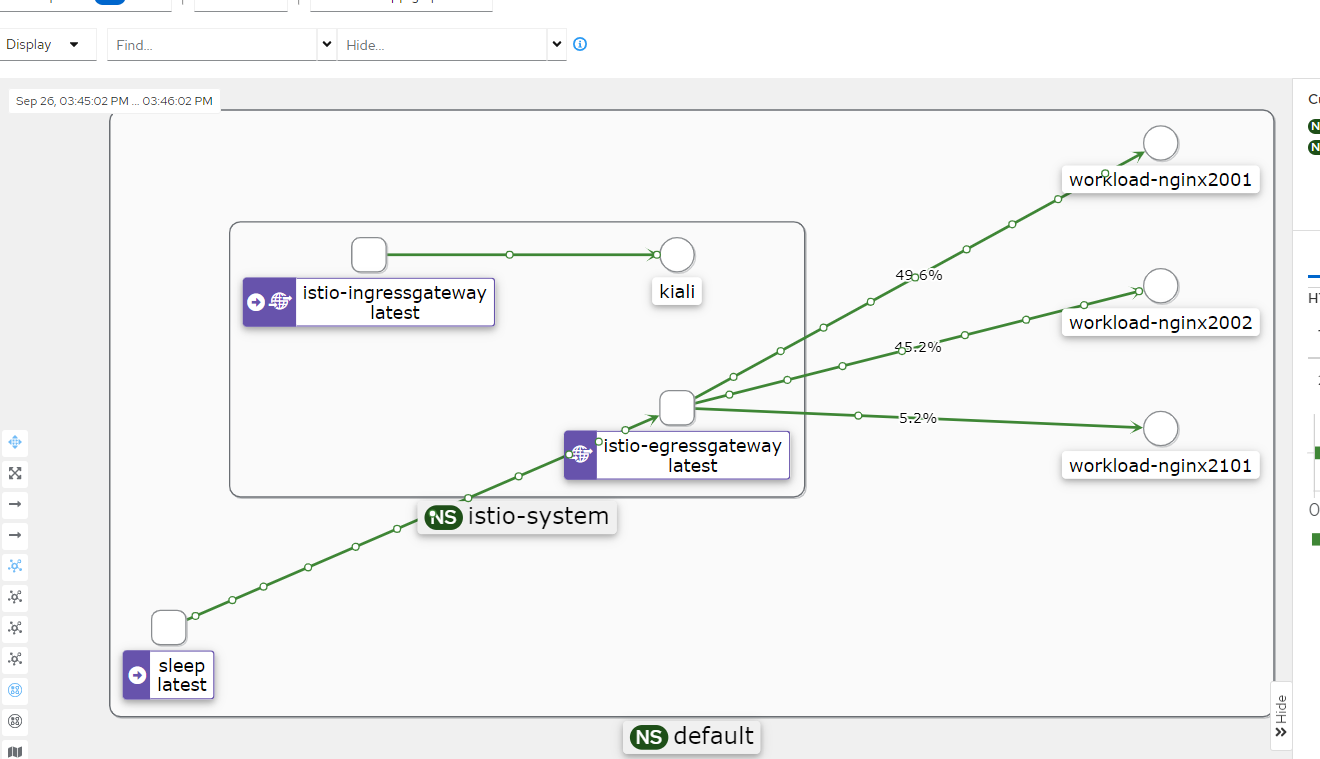 Display
Find...
Hide...
Sep 26, 03:45:02 PM ... 03:46:02 PM
workload-nginx2001
istio-ingressgateway
latest
kiali
49.6%
workload-nginx2002
45.2%
5.2%
istio-egressgateway
latest
workload-nginx2101
NS istio-system
sleep
latest
Hide
NS default